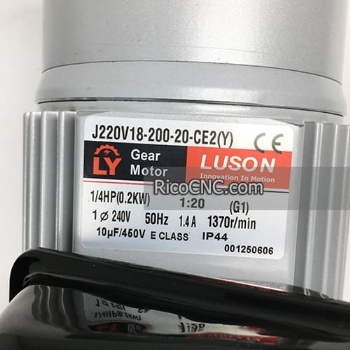 J220V18-200-20-CE2(Y) CE
LY Gear Motor LUSON
Innovation In Motion
RicoCNC.com
1/4HP(0.2KW) 1:20 (G1)
1 ø 240V 50Hz 1.4 A 1370r/min
10µF/450V E CLASS IP44
001250606